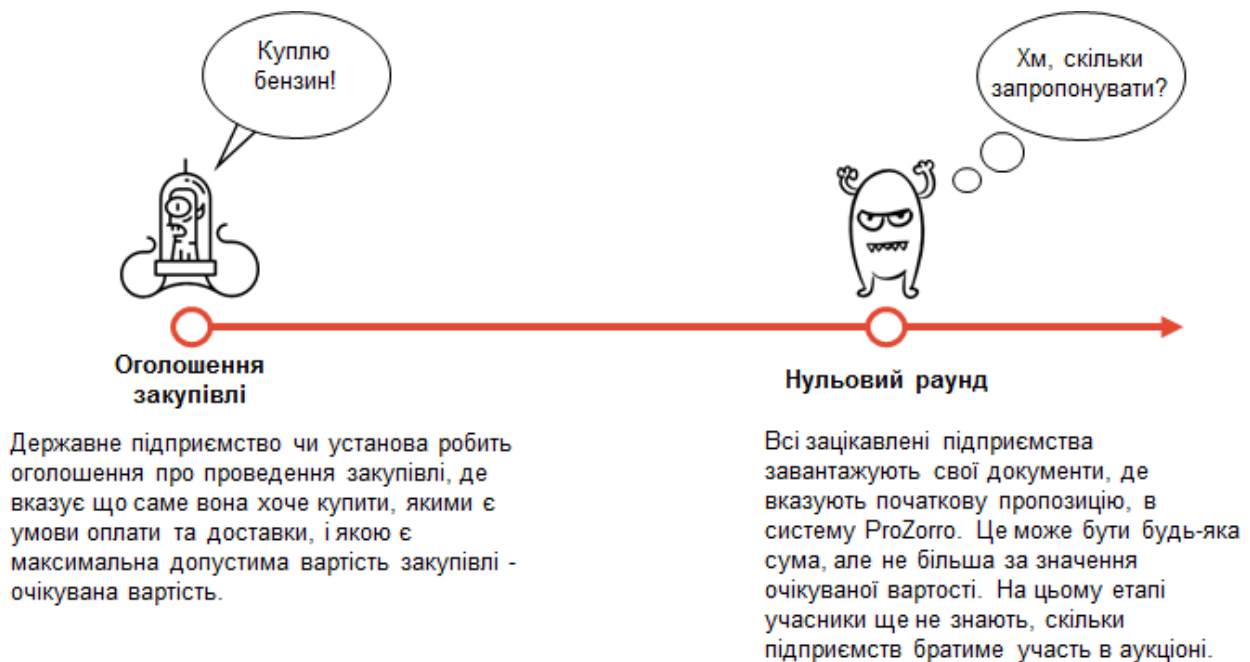 Куплю
бензин!
Хм, скільки
запропонувати?
Оголошення
закупівлі
Державне підприємство чи установа робить
оголошення про проведення закупівлі, де
вказує що саме вона хоче купити, якими є
умови оплати та доставки, і якою є
максимальна допустима вартість закупівлі -
очікувана вартість.
Нульовий раунд
Всі зацікавлені підприємства
завантажують свої документи, де
вказують початкову пропозицію, в
систему ProZorro. Це може бути будь-яка
сума, але не більша за значення
очікуваної вартості. На цьому етапі
учасники ще не знають, скільки
підприємств братиме участь в аукціоні.